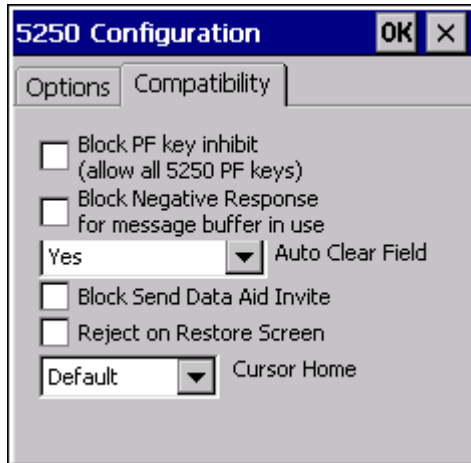 5250 Configuration OK ×
Options Compatibility
Block PF key inhibit
(allow all 5250 PF keys)
Block Negative Response
for message buffer in use
Yes Auto Clear Field
Block Send Data Aid Invite
Reject on Restore Screen
Default Cursor Home